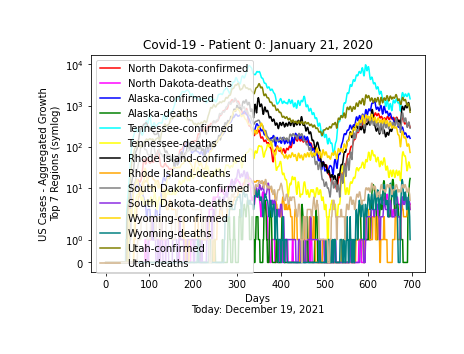 Covid-19 - Patient 0: January 21, 2020
US Cases - Aggregated Growth
Top 7 Regions (symlog)
10⁴
10³
10²
10¹
10⁰
0
North Dakota-confirmed
North Dakota-deaths
Alaska-confirmed
Alaska-deaths
Tennessee-confirmed
Tennessee-deaths
Rhode Island-confirmed
Rhode Island-deaths
South Dakota-confirmed
South Dakota-deaths
Wyoming-confirmed
Wyoming-deaths
Utah-confirmed
Utah-deaths
0 100 200 300 400 500 600 700
Days
Today: December 19, 2021